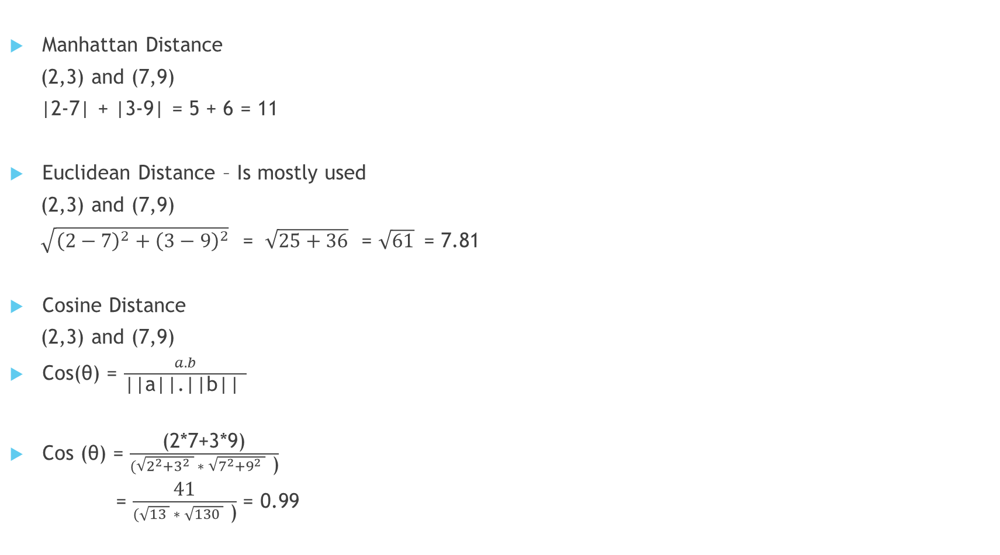 ▶ Manhattan Distance
(2,3) and (7,9)
|2-7| + |3-9| = 5 + 6 = 11
▶ Euclidean Distance – Is mostly used
(2,3) and (7,9)
√((2 − 7)² + (3 − 9)²) = √(25 + 36) = √61 = 7.81
▶ Cosine Distance
(2,3) and (7,9)
▶ Cos(θ) = a.b / ||a||.||b||
▶ Cos (θ) = (2*7+3*9) / (√(2²+3²) * √(7²+9²) )
= 41 / (√13 * √130 ) = 0.99